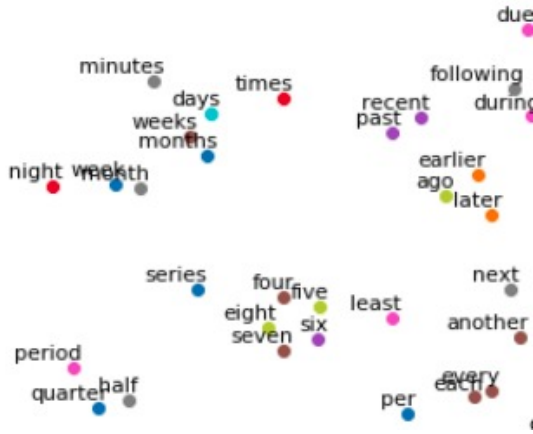 due
minutes
following
times
days
recent
during
weeks
past
months
earlier
night
week
month
ago
later
series
four
next
five
least
eight
six
another
seven
period
every
half
each
quarter
per